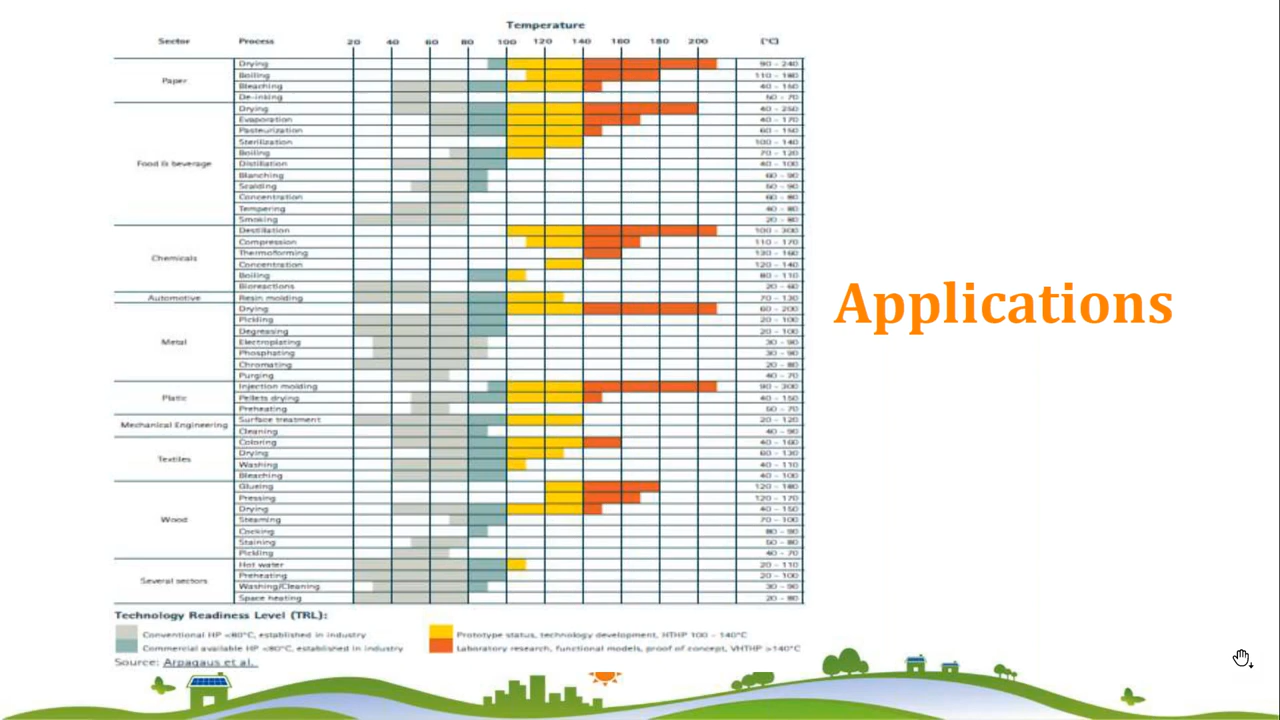 Temperature
Sector Process 20 40 60 80 100 120 140 160 180 200 (°C)
Paper
Drying 90 - 240
Boiling 110 - 180
Bleaching 40 - 150
De-inking 50 - 70
Food & beverage
Drying 40 - 250
Evaporation 40 - 170
Pasteurization 60 - 150
Sterilization 100 - 140
Boiling 70 - 120
Distillation 40 - 100
Blanching 60 - 90
Scalding 50 - 90
Concentration 60 - 80
Tempering 40 - 80
Smoking 20 - 80
Chemicals
Destillation 100 - 300
Compression 110 - 170
Thermoforming 130 - 160
Concentration 120 - 140
Boiling 80 - 110
Bioreactions 20 - 60
Automotive
Resin molding 70 - 130
Metal
Drying 60 - 200
Pickling 20 - 100
Degreasing 20 - 100
Electroplating 30 - 90
Phosphating 30 - 90
Chromating 20 - 80
Purging 40 - 70
Platic
Injection molding 90 - 300
Pellets drying 40 - 150
Preheating 50 - 70
Mechanical Engineering
Surface treatment 20 - 120
Cleaning 40 - 90
Textiles
Coloring 40 - 160
Drying 60 - 130
Washing 40 - 110
Bleaching 40 - 100
Wood
Glueing 120 - 180
Pressing 120 - 170
Drying 40 - 150
Steaming 70 - 100
Cocking 80 - 90
Staining 50 - 80
Pickling 40 - 70
Several sectors
Hot water 20 - 110
Preheating 20 - 100
Washing/Cleaning 30 - 90
Space heating 20 - 80
Technology Readiness Level (TRL):
Conventional HP <80°C, established in industry
Commercial available HP <80°C, established in industry
Prototype status, technology development, HTHP 100 - 140°C
Laboratory research, functional models, proof of concept, VHTHP >140°C
Source: Arpagaus et al.
Applications